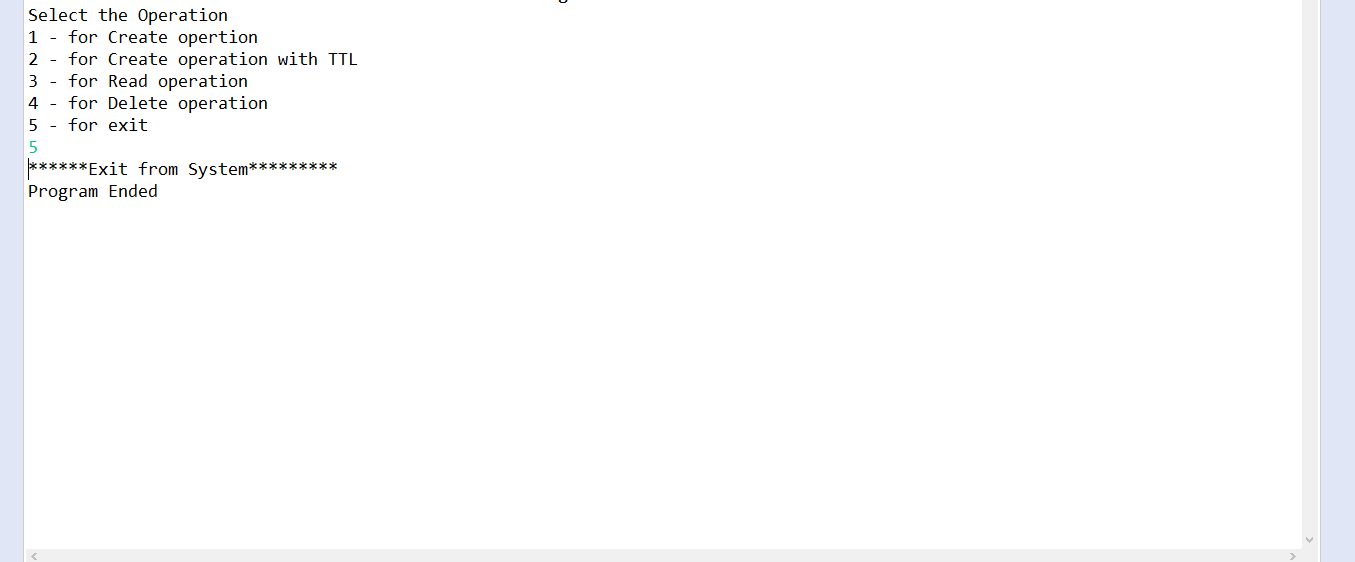 Select the Operation
1 - for Create opertion
2 - for Create operation with TTL
3 - for Read operation
4 - for Delete operation
5 - for exit
5
******Exit from System*********
Program Ended